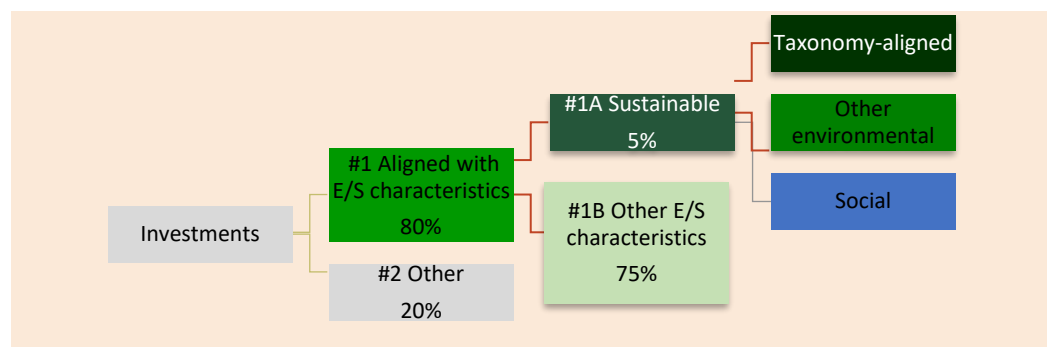 Investments
#1 Aligned with
E/S characteristics
80%
#2 Other
20%
#1A Sustainable
5%
#1B Other E/S
characteristics
75%
Taxonomy-aligned
Other
environmental
Social